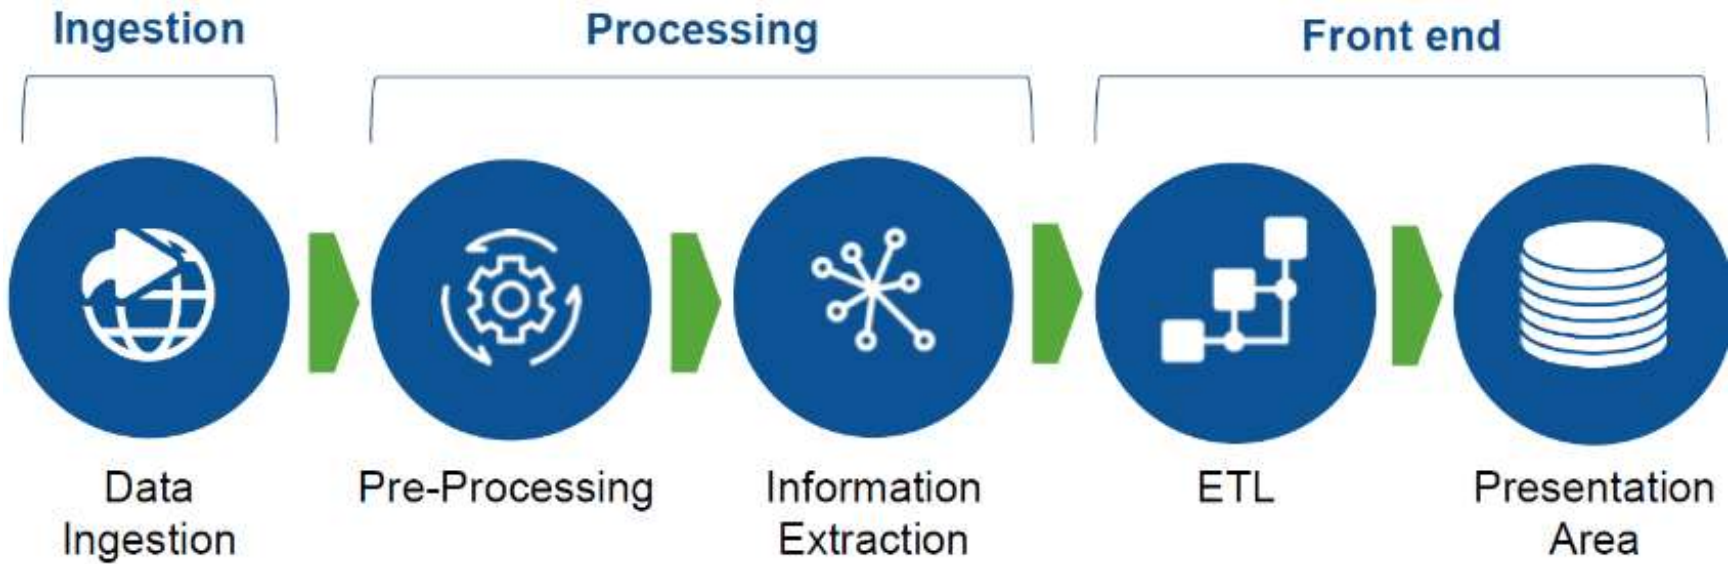 Ingestion
Processing
Front end
Data
Ingestion
Pre-Processing
Information
Extraction
ETL
Presentation
Area